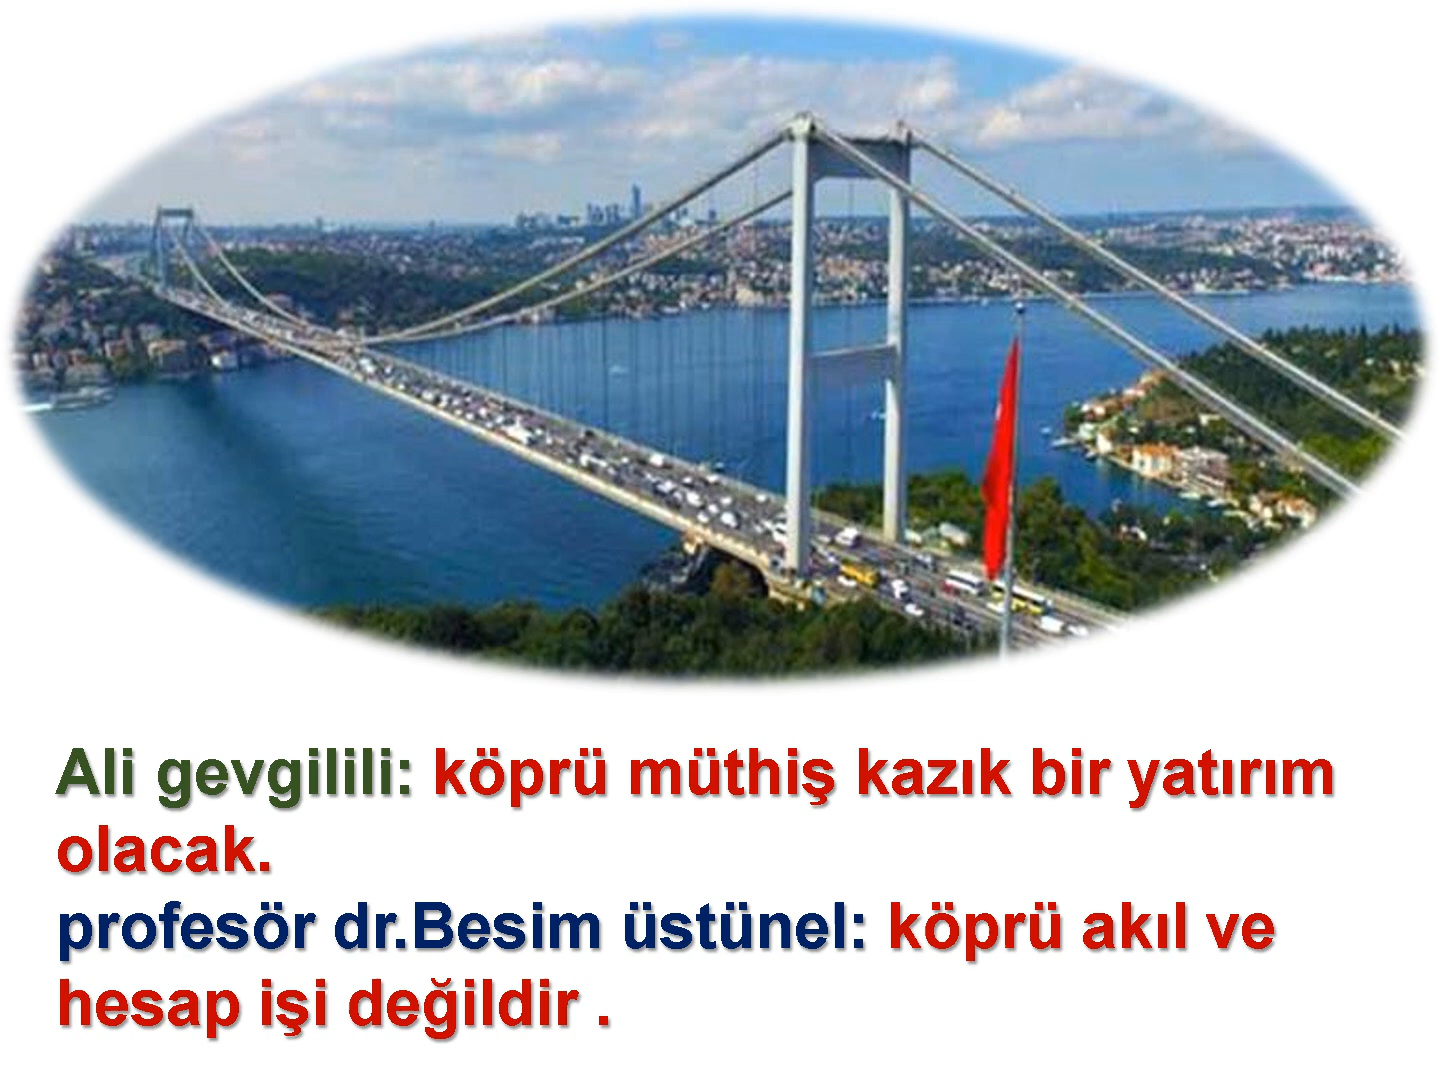 Ali gevgilili: köprü müthiş kazık bir yatırım
olacak.
profesör dr.Besim üstünel: köprü akıl ve
hesap işi değildir .